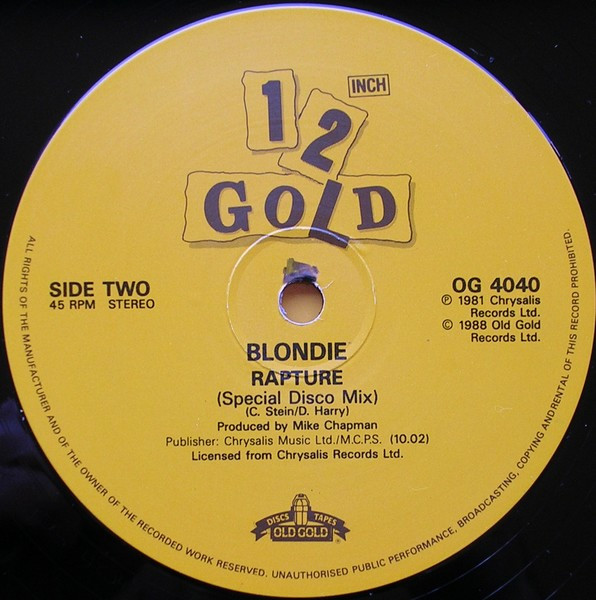 12 INCH
GOLD
SIDE TWO
45 RPM STEREO
OG 4040
℗ 1981 Chrysalis
Records Ltd.
© 1988 Old Gold
Records Ltd.
BLONDIE
RAPTURE
(Special Disco Mix)
(C. Stein/D. Harry)
Produced by Mike Chapman
Publisher: Chrysalis Music Ltd./M.C.P.S. (10.02)
Licensed from Chrysalis Records Ltd.
DISCS TAPES
OLD GOLD ®
ALL RIGHTS OF THE MANUFACTURER AND OF THE OWNER OF THE RECORDED WORK RESERVED. UNAUTHORISED PUBLIC PERFORMANCE, BROADCASTING, COPYING AND RENTAL OF THIS RECORD PROHIBITED.